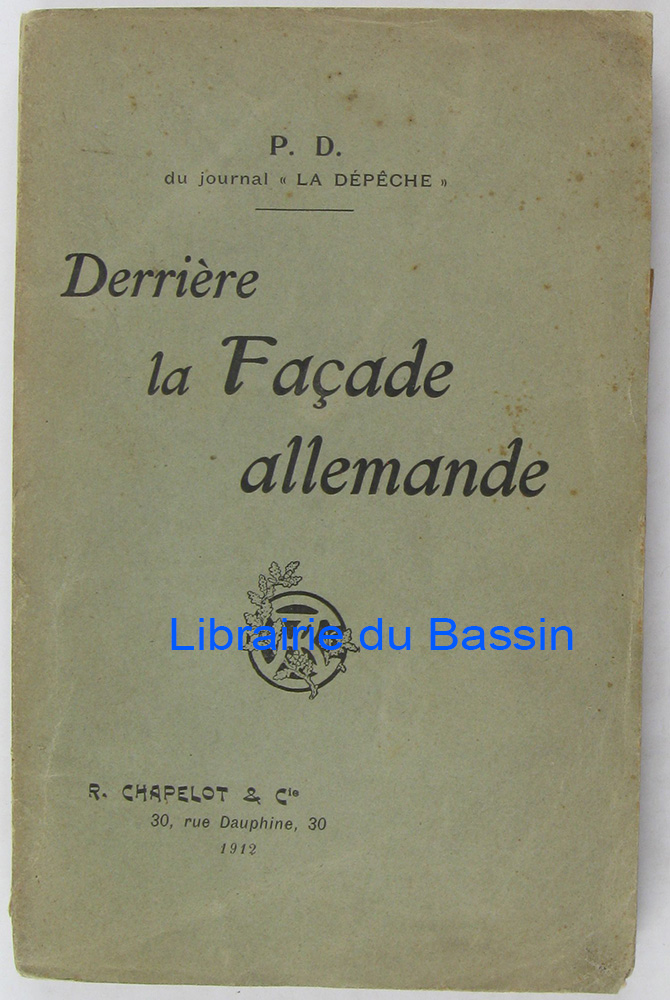 P. D.
du journal « LA DÉPÊCHE »
Derrière
la Façade
allemande
Librairie du Bassin
R. CHAPELOT & Cie
30, rue Dauphine, 30
1912